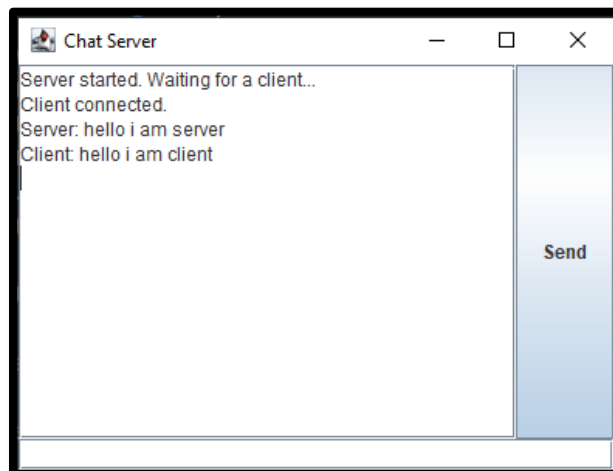 Chat Server
Server started. Waiting for a client...
Client connected.
Server: hello i am server
Client: hello i am client
Send